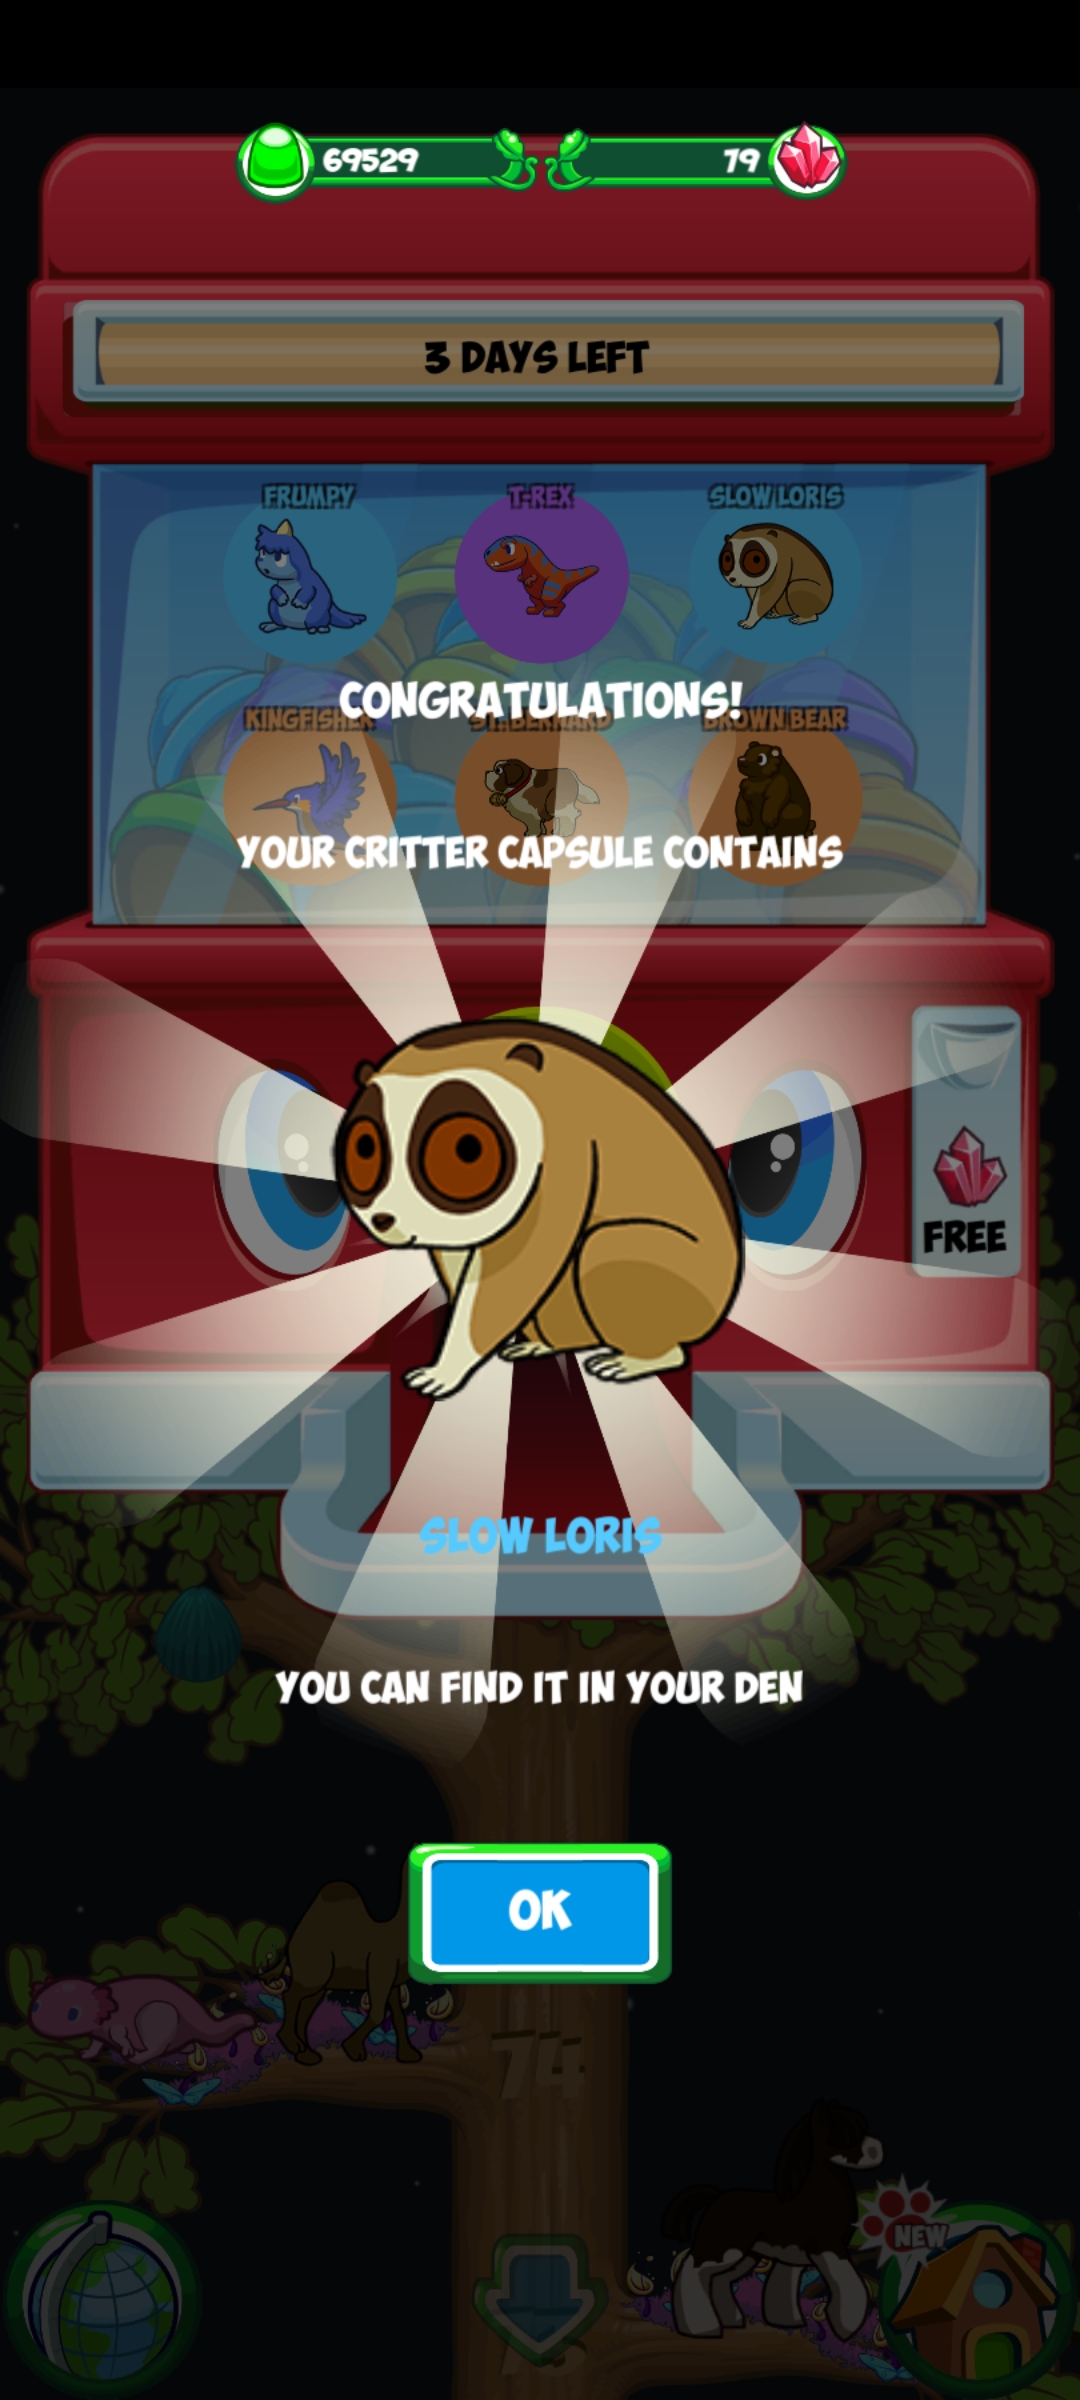 69529
79
3 DAYS LEFT
FRUMPY
T-REX
SLOW LORIS
CONGRATULATIONS!
KINGFISHER
ST. BERNARD
BROWN BEAR
YOUR CRITTER CAPSULE CONTAINS
FREE
SLOW LORIS
YOU CAN FIND IT IN YOUR DEN
OK
74
NEW